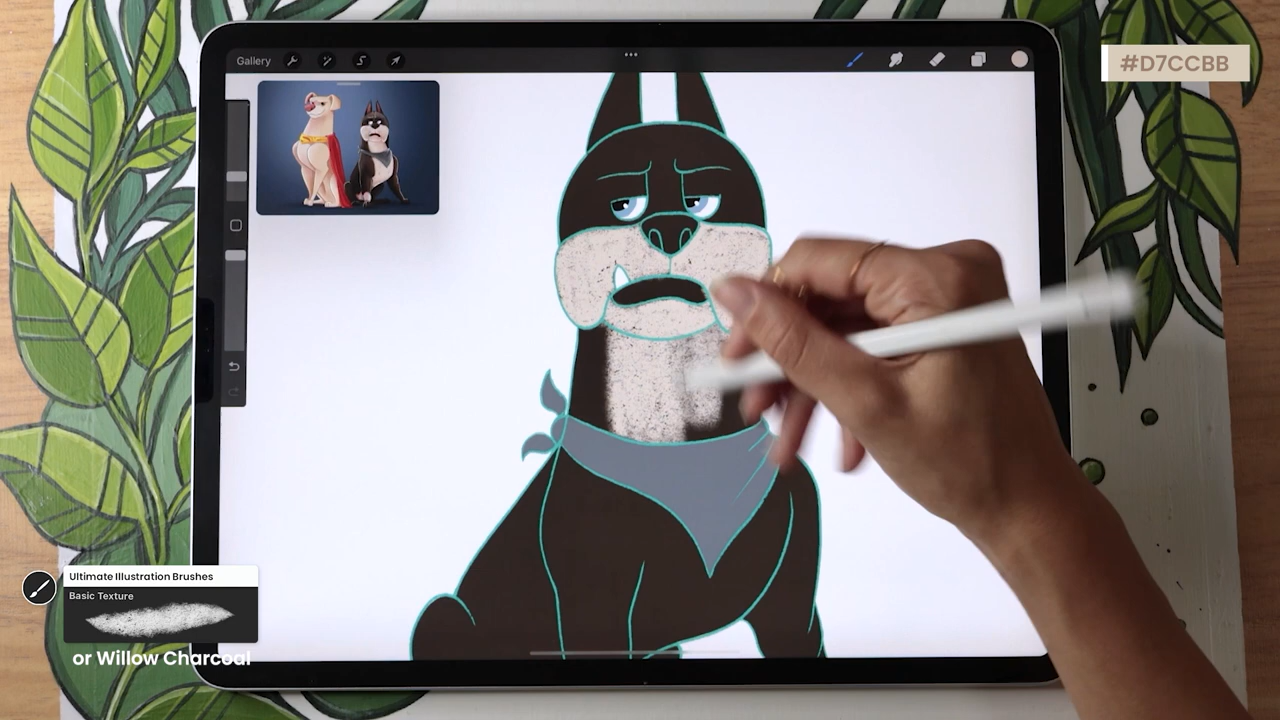 Gallery
#D7CCBB
Ultimate Illustration Brushes
Basic Texture
or Willow Charcoal